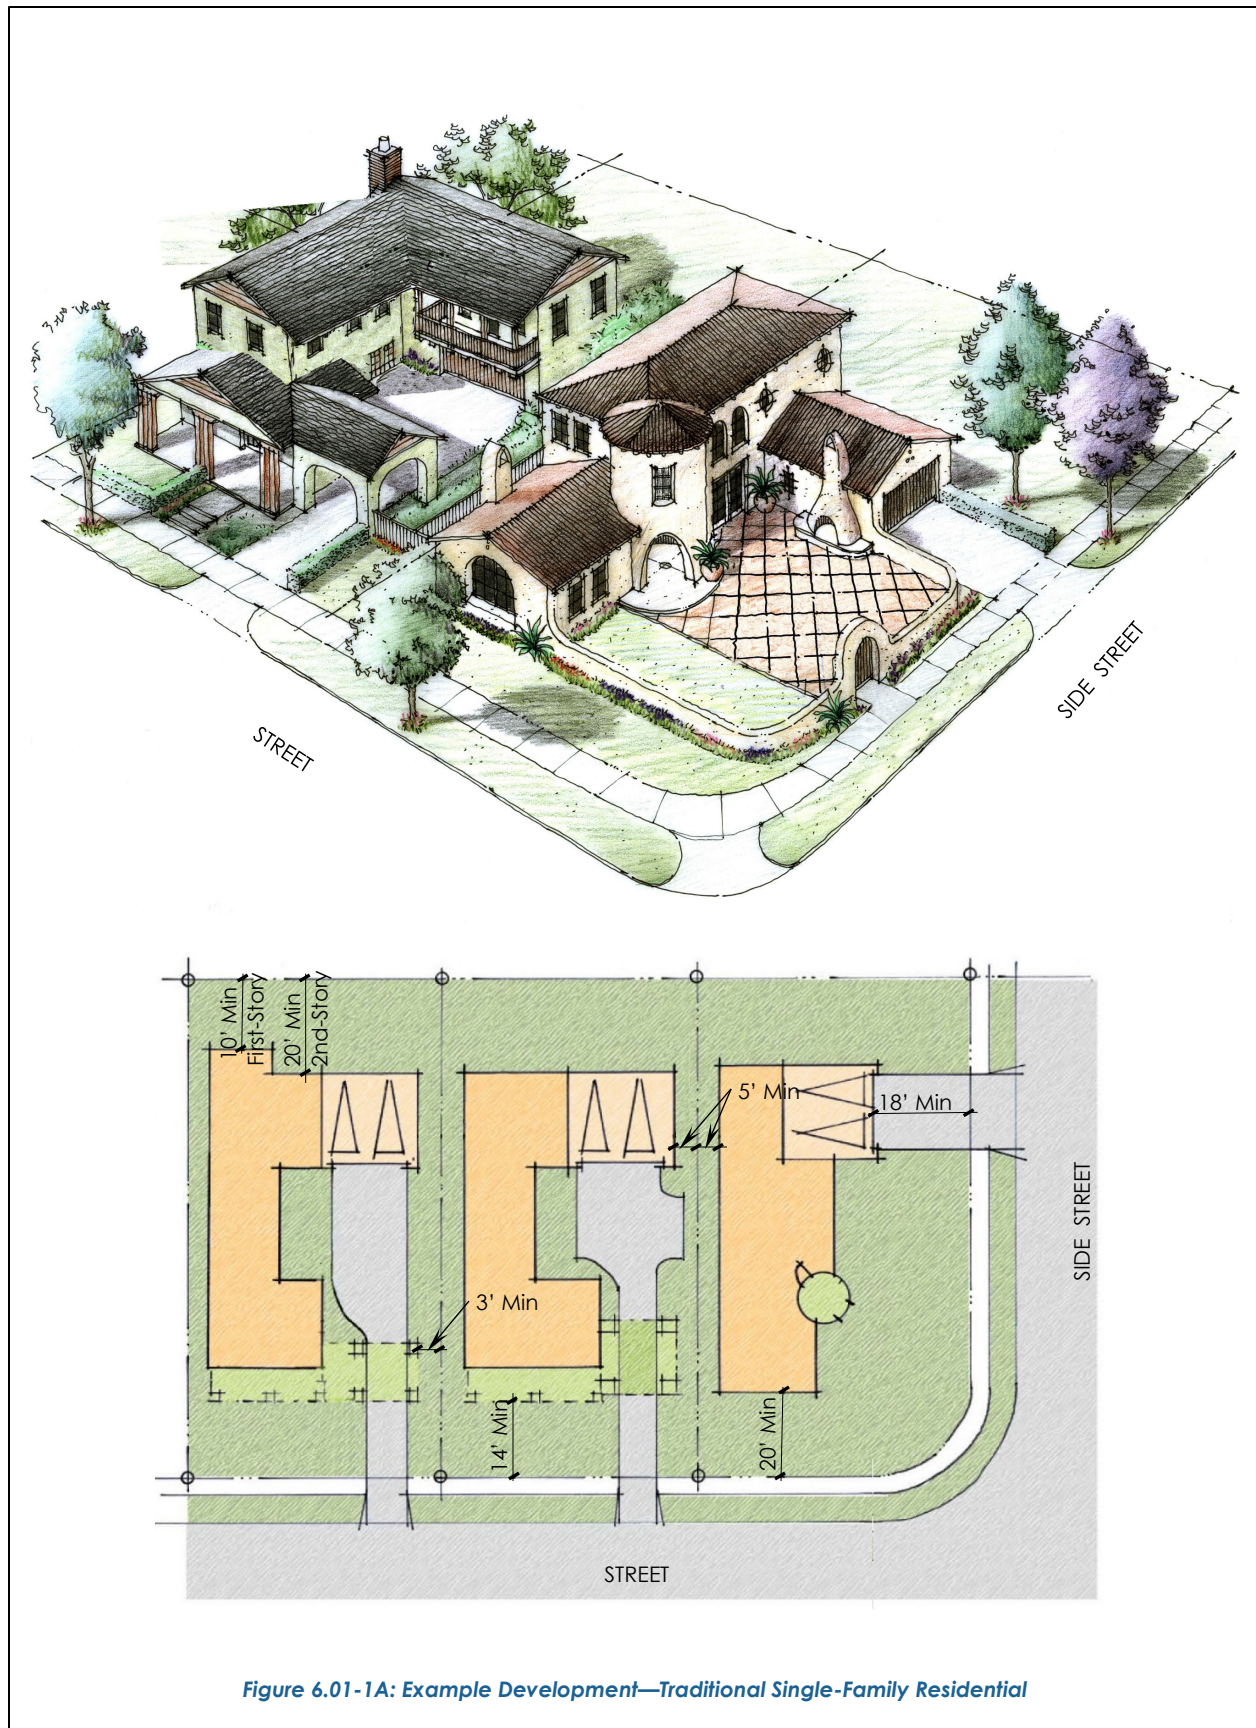 STREET
SIDE STREET
10' Min
First-Story
20' Min
2nd-Story
5' Min
18' Min
3' Min
14' Min
20' Min
SIDE STREET
STREET
Figure 6.01-1A: Example Development—Traditional Single-Family Residential